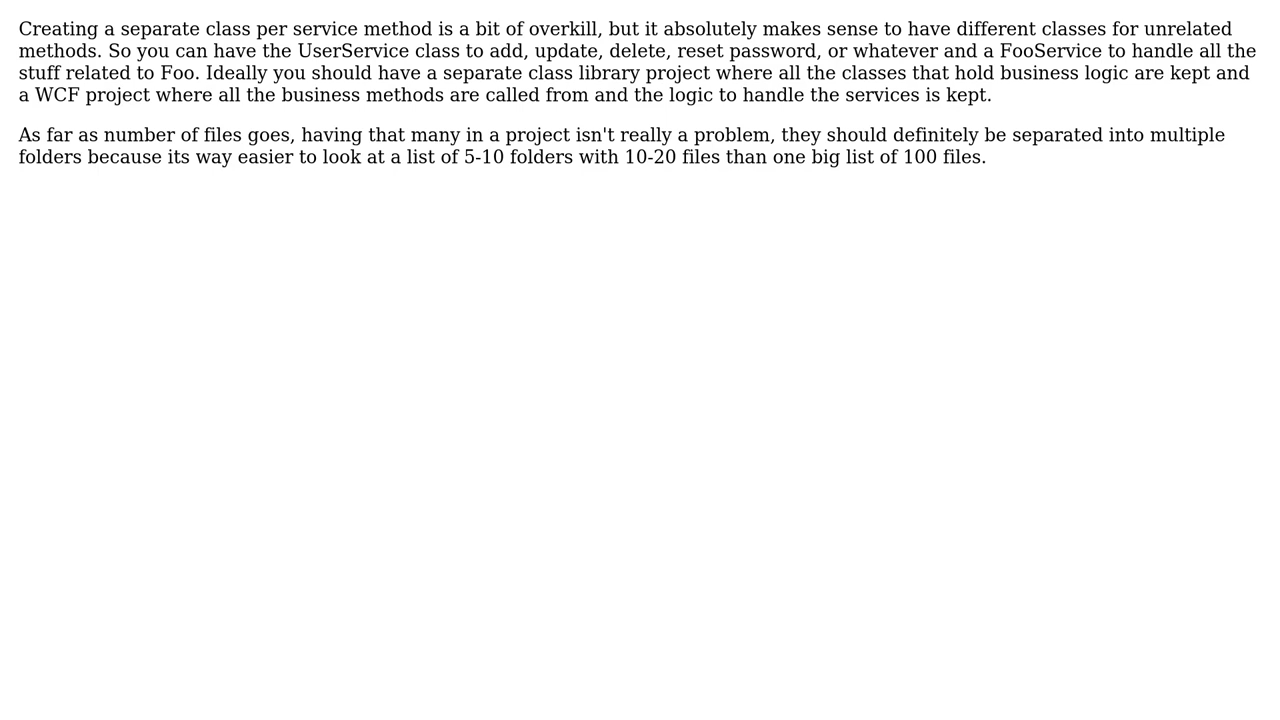 Creating a separate class per service method is a bit of overkill, but it absolutely makes sense to have different classes for unrelated
methods. So you can have the UserService class to add, update, delete, reset password, or whatever and a FooService to handle all the
stuff related to Foo. Ideally you should have a separate class library project where all the classes that hold business logic are kept and
a WCF project where all the business methods are called from and the logic to handle the services is kept.
As far as number of files goes, having that many in a project isn't really a problem, they should definitely be separated into multiple
folders because its way easier to look at a list of 5-10 folders with 10-20 files than one big list of 100 files.